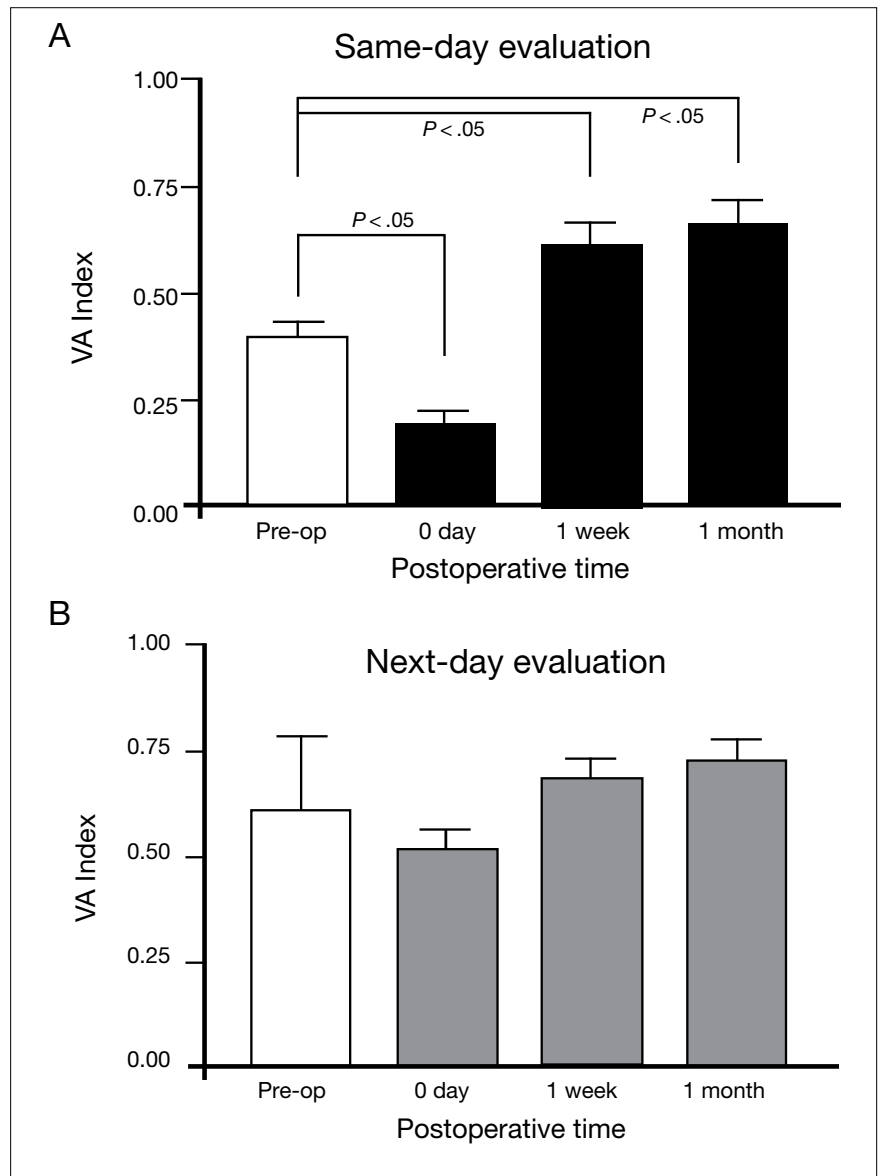 A
Same-day evaluation
1.00
0.75
0.50
0.25
0.00
VA Index
P < .05
P < .05
P < .05
Pre-op 0 day 1 week 1 month
Postoperative time
B
Next-day evaluation
1.00
0.75
0.50
0.25
0.00
VA Index
Pre-op 0 day 1 week 1 month
Postoperative time